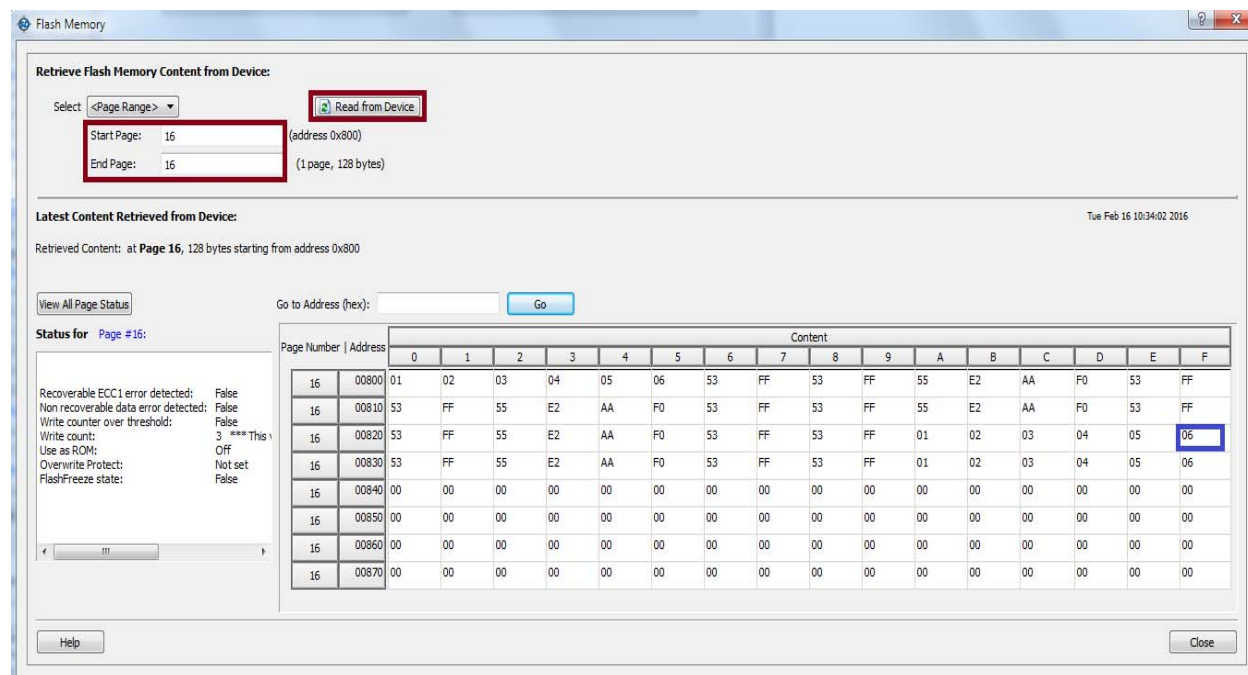 Flash Memory
Retrieve Flash Memory Content from Device:
Select <Page Range> Read from Device
Start Page: 16 (address 0x800)
End Page: 16 (1 page, 128 bytes)
Latest Content Retrieved from Device: Tue Feb 16 10:34:02 2016
Retrieved Content: at Page 16, 128 bytes starting from address 0x800
View All Page Status Go to Address (hex): Go
Status for Page #16:
Recoverable ECC1 error detected: False
Non recoverable data error detected: False
Write counter over threshold: False
Write count: 3 *** This
Use as ROM: Off
Overwrite Protect: Not set
FlashFreeze state: False
Page Number | Address Content
0 1 2 3 4 5 6 7 8 9 A B C D E F
16 00800 01 02 03 04 05 06 53 FF 53 FF 55 E2 AA F0 53 FF
16 00810 53 FF 55 E2 AA F0 53 FF 53 FF 55 E2 AA F0 53 FF
16 00820 53 FF 55 E2 AA F0 53 FF 53 FF 01 02 03 04 05 06
16 00830 53 FF 55 E2 AA F0 53 FF 53 FF 01 02 03 04 05 06
16 00840 00 00 00 00 00 00 00 00 00 00 00 00 00 00 00 00
16 00850 00 00 00 00 00 00 00 00 00 00 00 00 00 00 00 00
16 00860 00 00 00 00 00 00 00 00 00 00 00 00 00 00 00 00
16 00870 00 00 00 00 00 00 00 00 00 00 00 00 00 00 00 00
Help Close